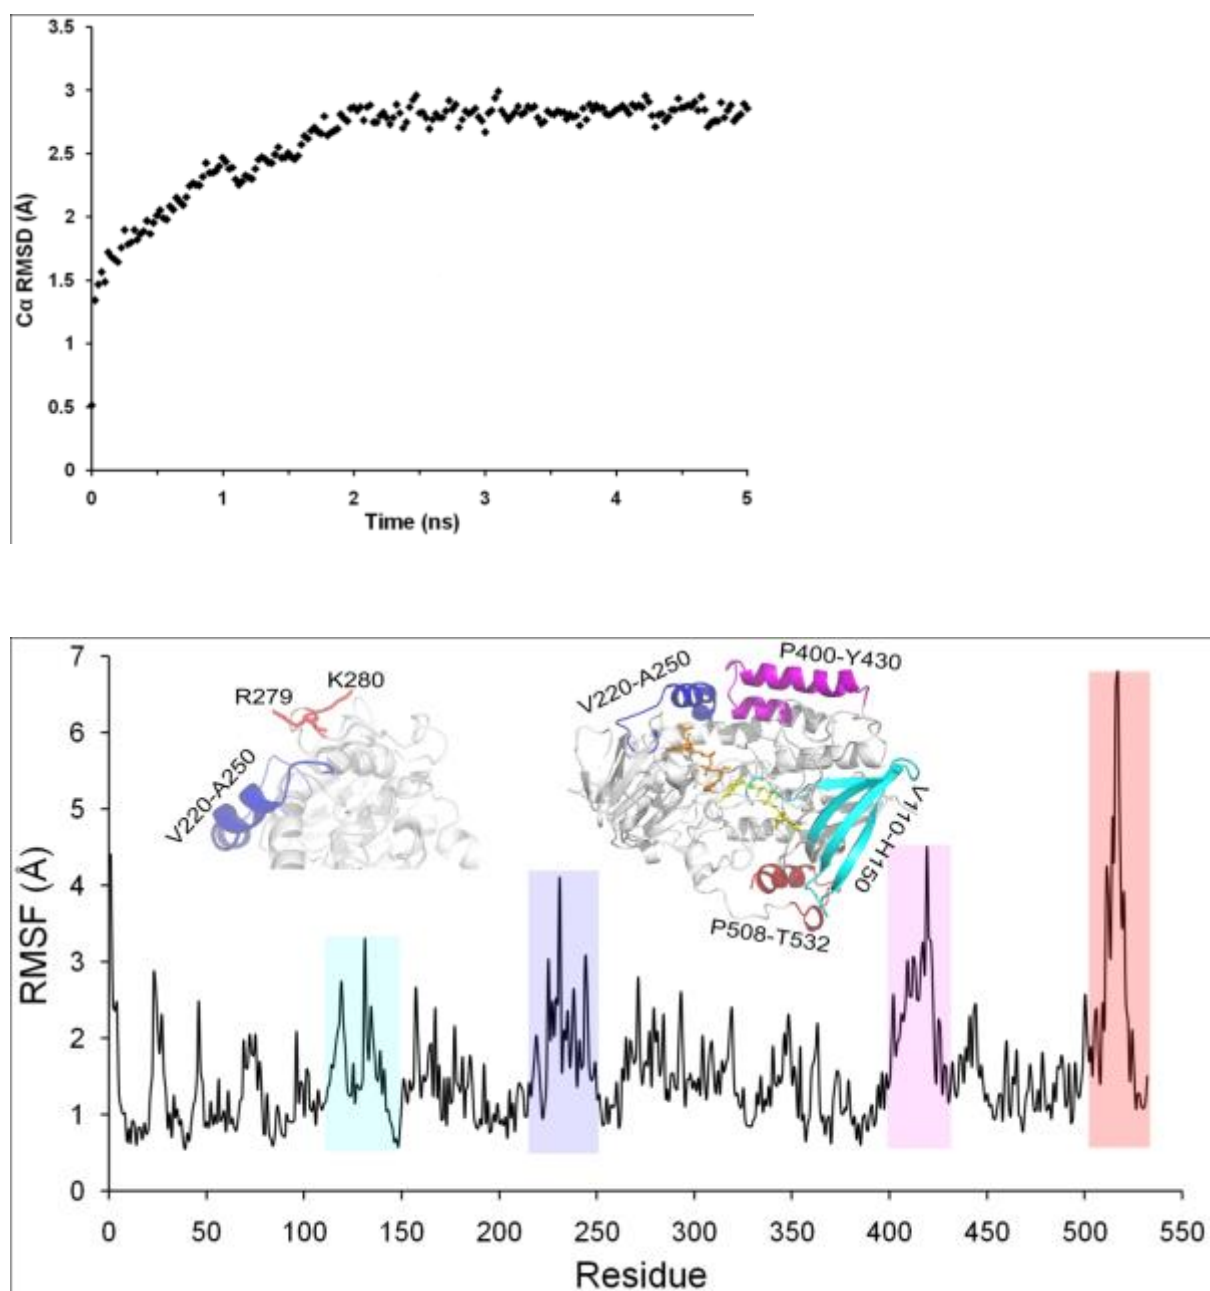 3.5
3
2.5
2
1.5
1
0.5
0
Cα RMSD (Å)
0 1 2 3 4 5
Time (ns)
7
6
5
4
3
2
1
0
RMSF (Å)
R279
K280
V220-A250
V220-A250
P400-Y430
V110-H150
P508-T532
0 50 100 150 200 250 300 350 400 450 500 550
Residue